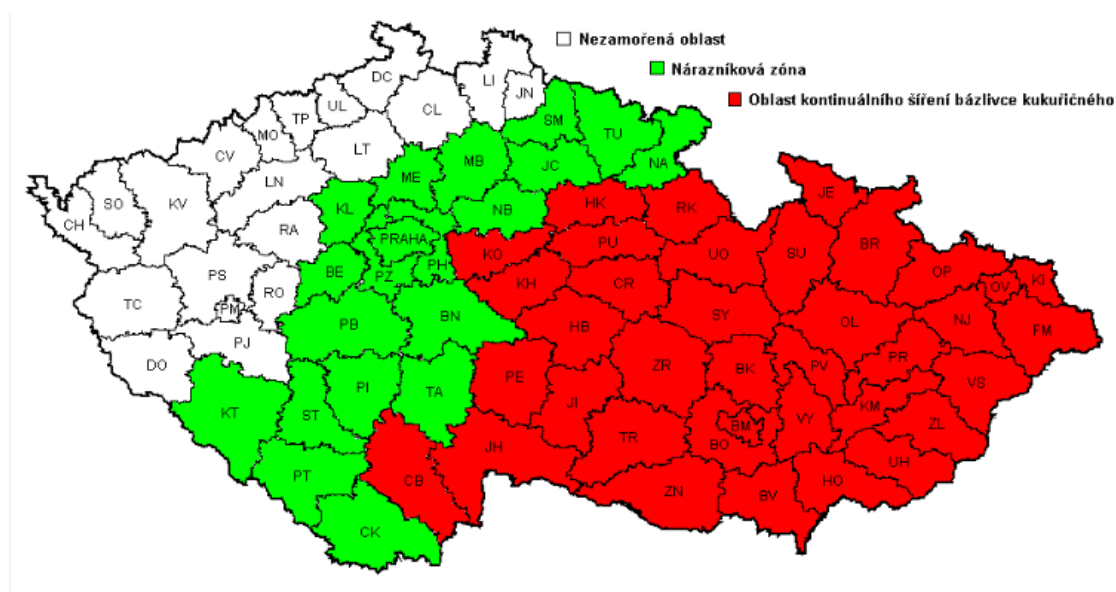 Nezamořená oblast
Nárazníková zóna
Oblast kontinuálního šíření bázlivce kukuřičného
DC
LI
JN
UL
CL
TP
MO
CV
LT
SM
TU
LN
MB
JC
NA
ME
SO
KV
KL
NB
HK
RK
JE
CH
RA
PRAHA
KO
PU
UO
SU
BR
PS
BE
PZ
PH
KH
CR
OP
OV
KI
TC
RO
PM
PB
BN
HB
SY
OL
NJ
FM
DO
PJ
PI
TA
PE
ZR
BK
PV
PR
VS
KT
ST
JI
VY
KM
ZL
JH
TR
BO
BM
PT
CB
UH
ZN
BV
HO
CK